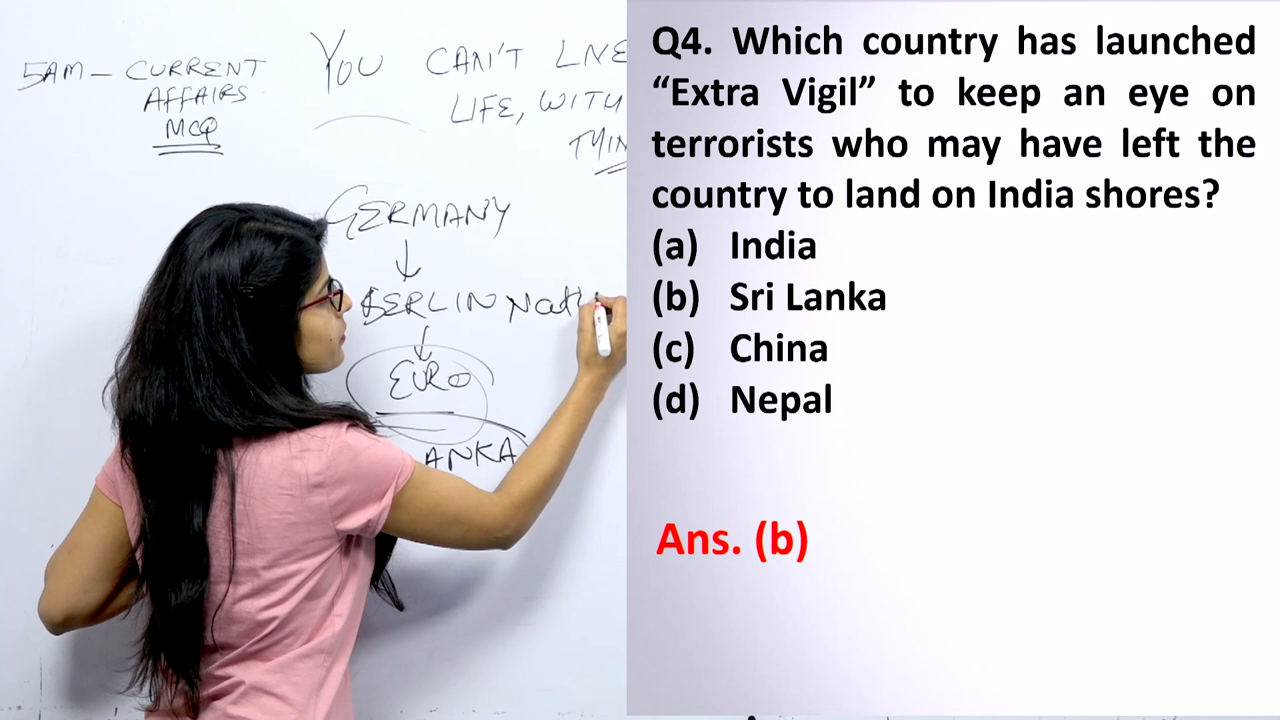 5AM – CURRENT
AFFAIRS
MCQ
YOU CAN'T
LIFE,
GERMANY
↓
BERLIN
↓
EURO
ANKA
Q4. Which country has launched
“Extra Vigil” to keep an eye on
terrorists who may have left the
country to land on India shores?
(a) India
(b) Sri Lanka
(c) China
(d) Nepal
Ans. (b)